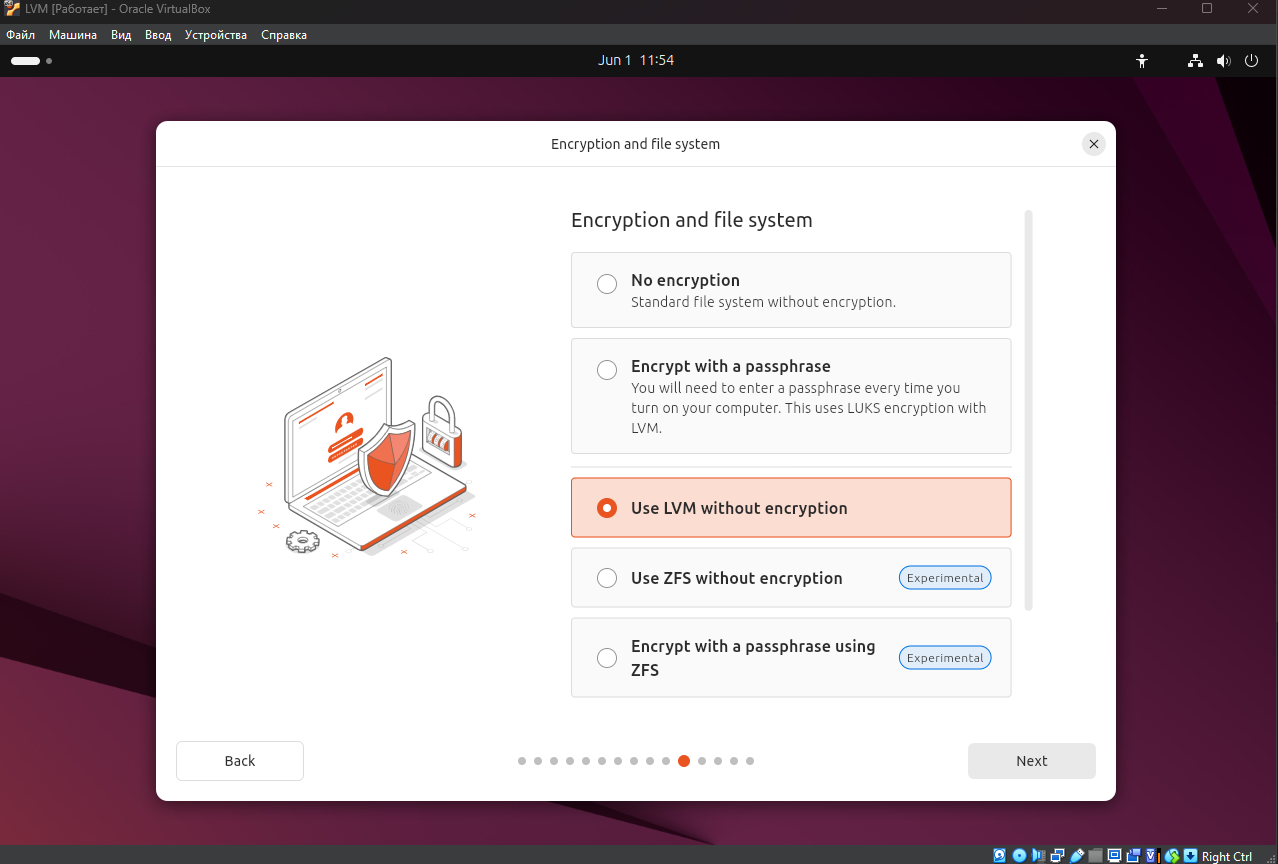 LVM [Работает] - Oracle VirtualBox
Файл Машина Вид Ввод Устройства Справка
Jun 1 11:54
Encryption and file system
Encryption and file system
No encryption
Standard file system without encryption.
Encrypt with a passphrase
You will need to enter a passphrase every time you
turn on your computer. This uses LUKS encryption with
LVM.
Use LVM without encryption
Use ZFS without encryption
Experimental
Encrypt with a passphrase using
ZFS
Experimental
Back
Next
Right Ctrl